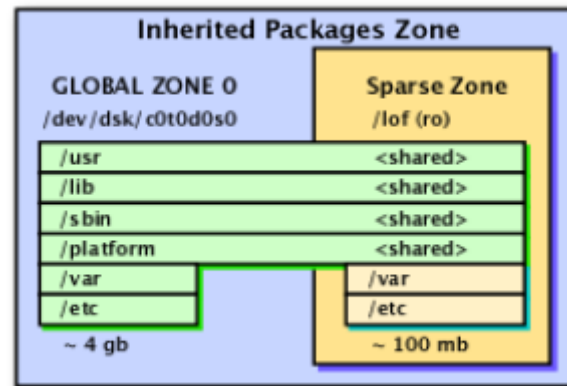 Inherited Packages Zone
GLOBAL ZONE 0 Sparse Zone
/dev/dsk/c0t0d0s0 /lof (ro)
/usr <shared>
/lib <shared>
/sbin <shared>
/platform <shared>
/var /var
/etc /etc
~ 4 gb ~ 100 mb